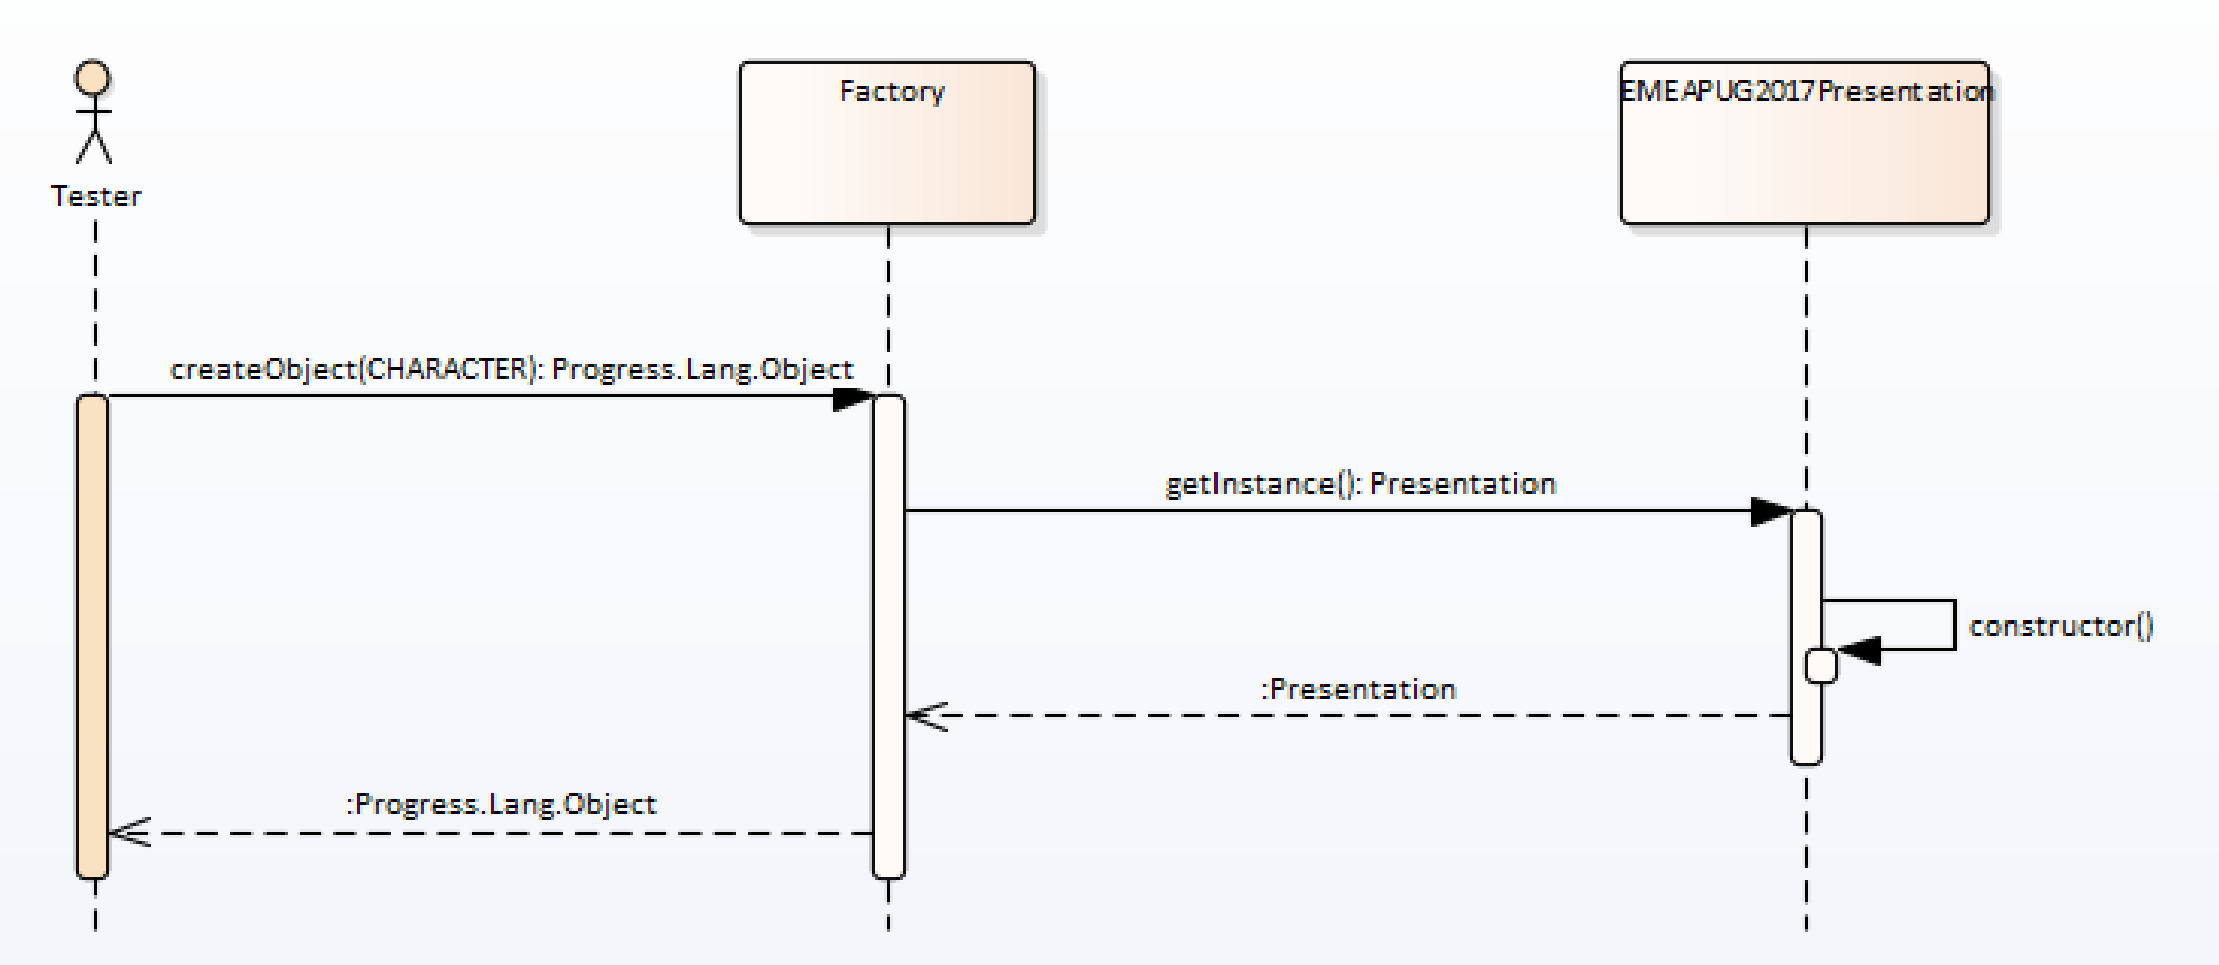 Factory
EMEAPUG2017Presentation
Tester
createObject(CHARACTER): Progress.Lang.Object
getInstance(): Presentation
constructor()
:Presentation
:Progress.Lang.Object